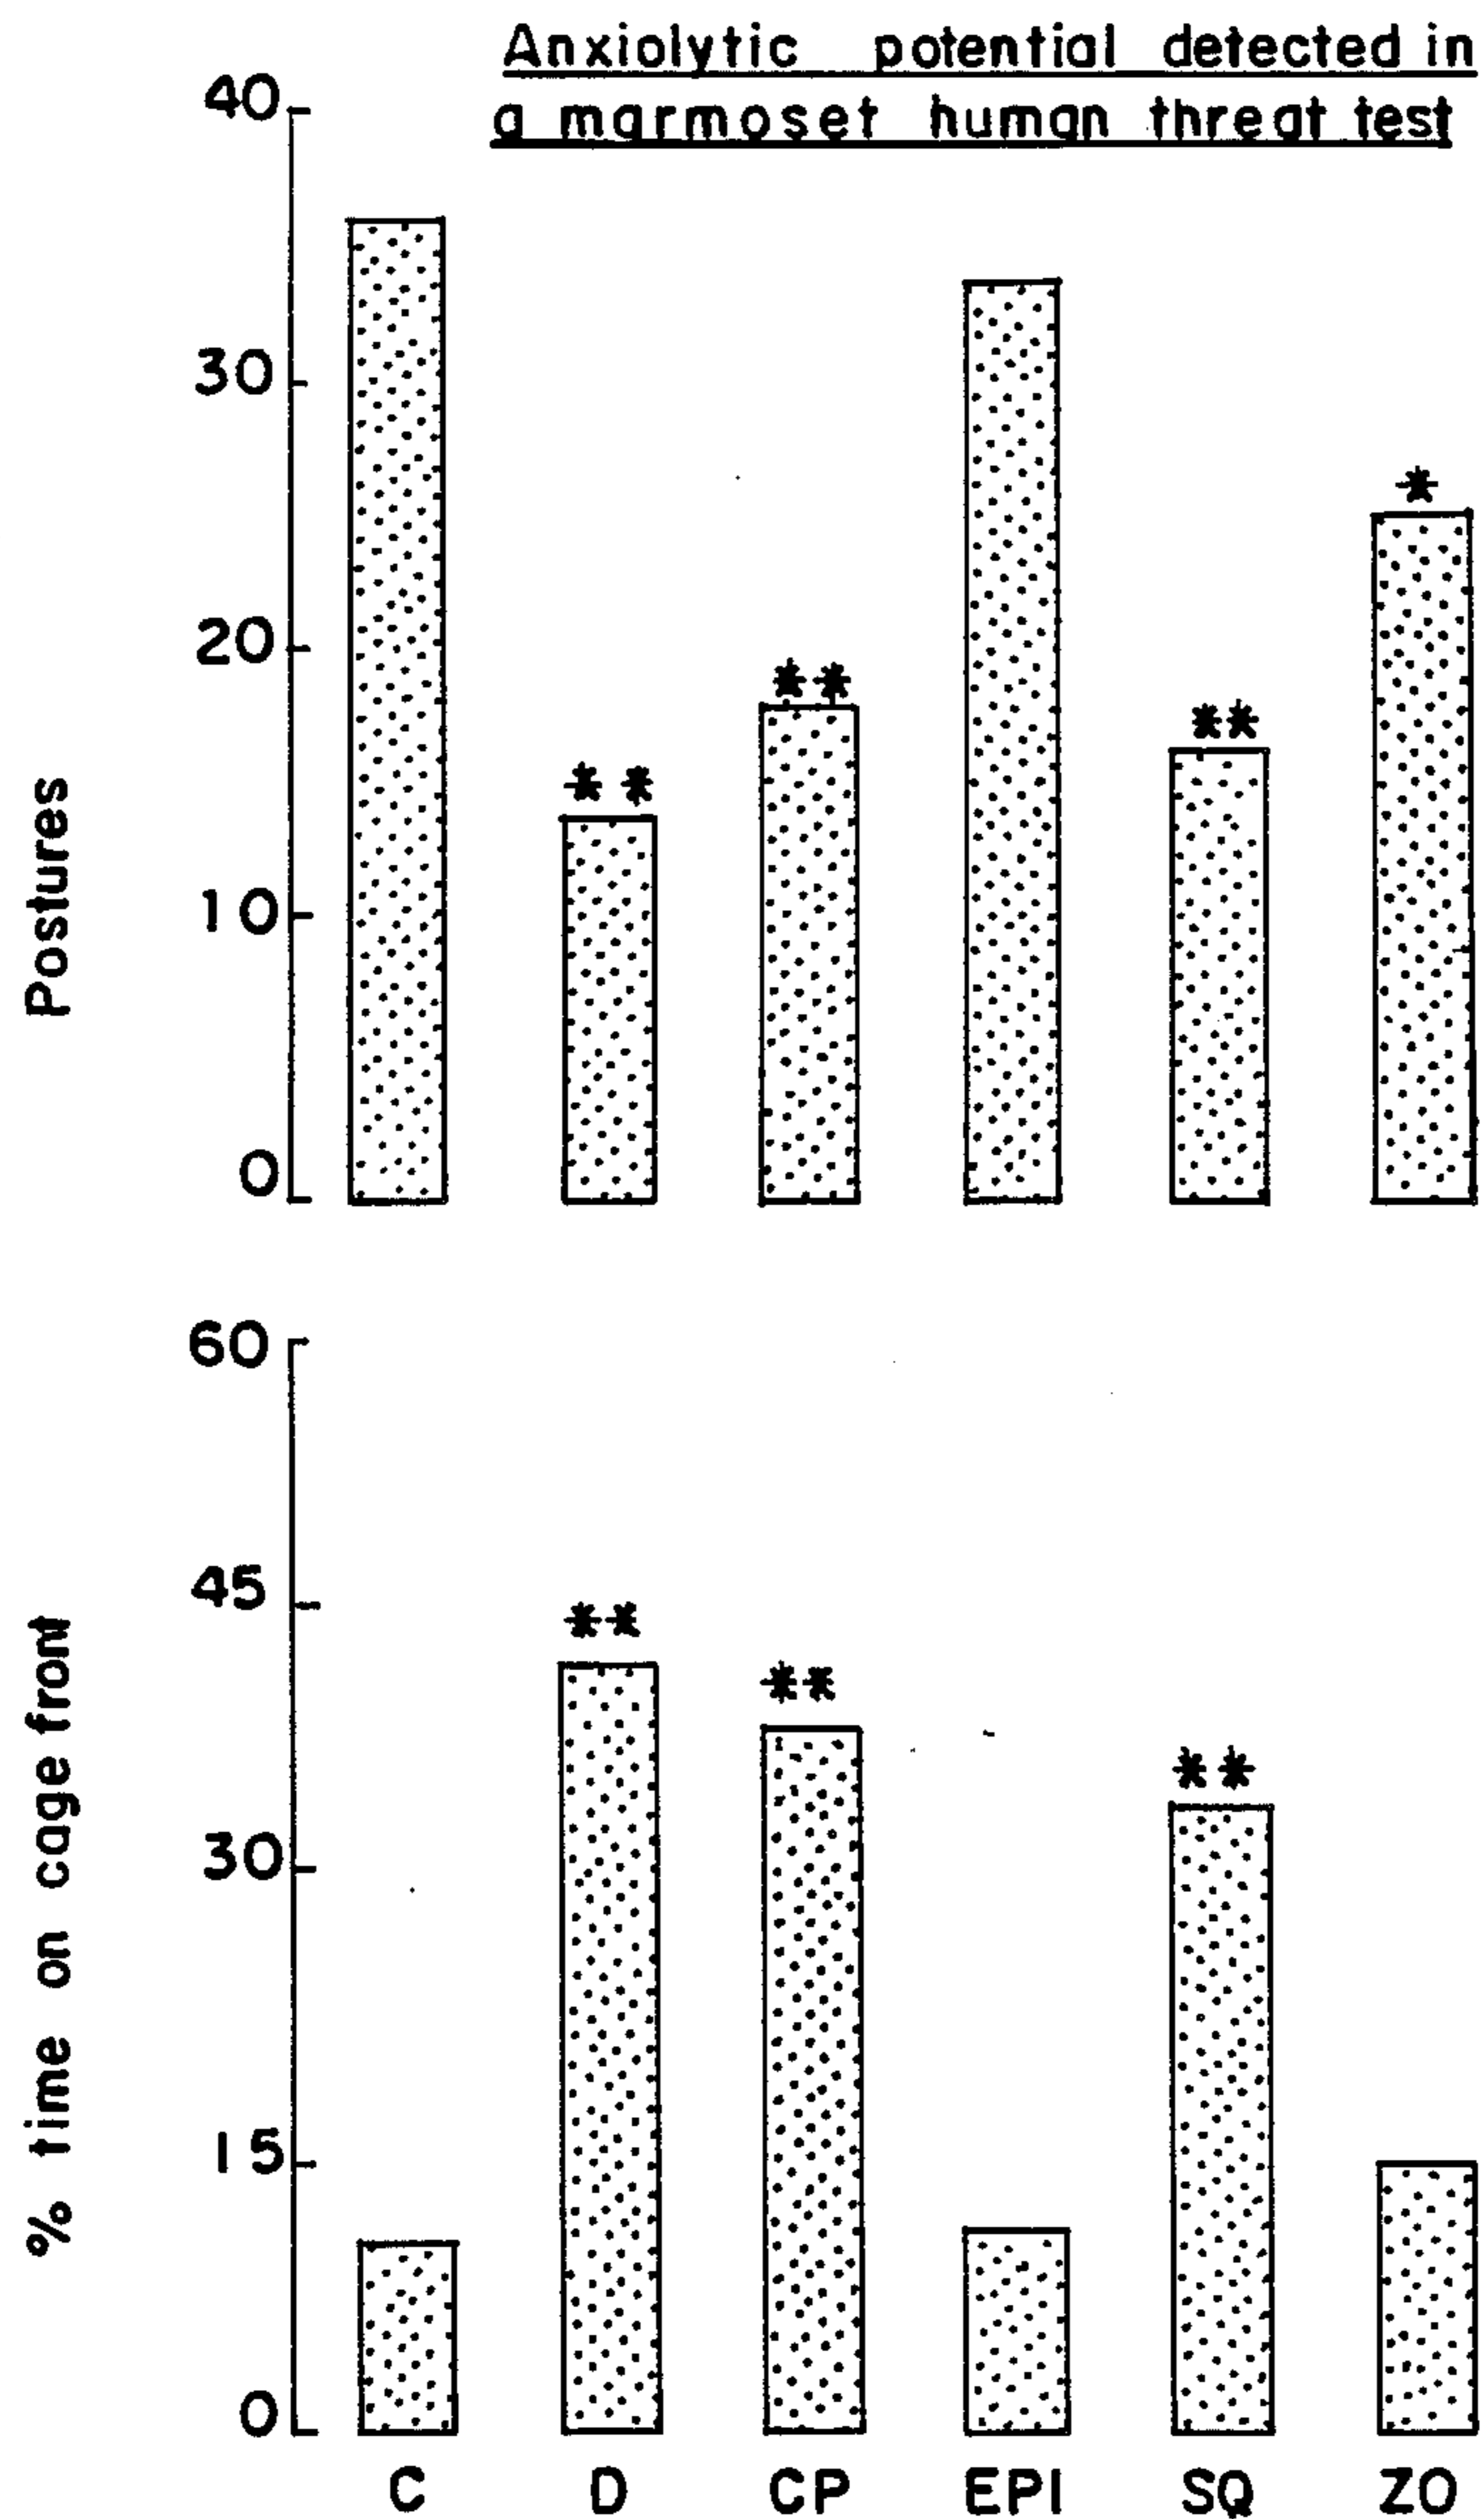 Anxiolytic potential detected in
a marmoset human threat test
40
30
20
10
0
Postures
** ** ** *
60
45
30
15
0
% time on cage front
** ** **
C D CP EPI SQ ZO